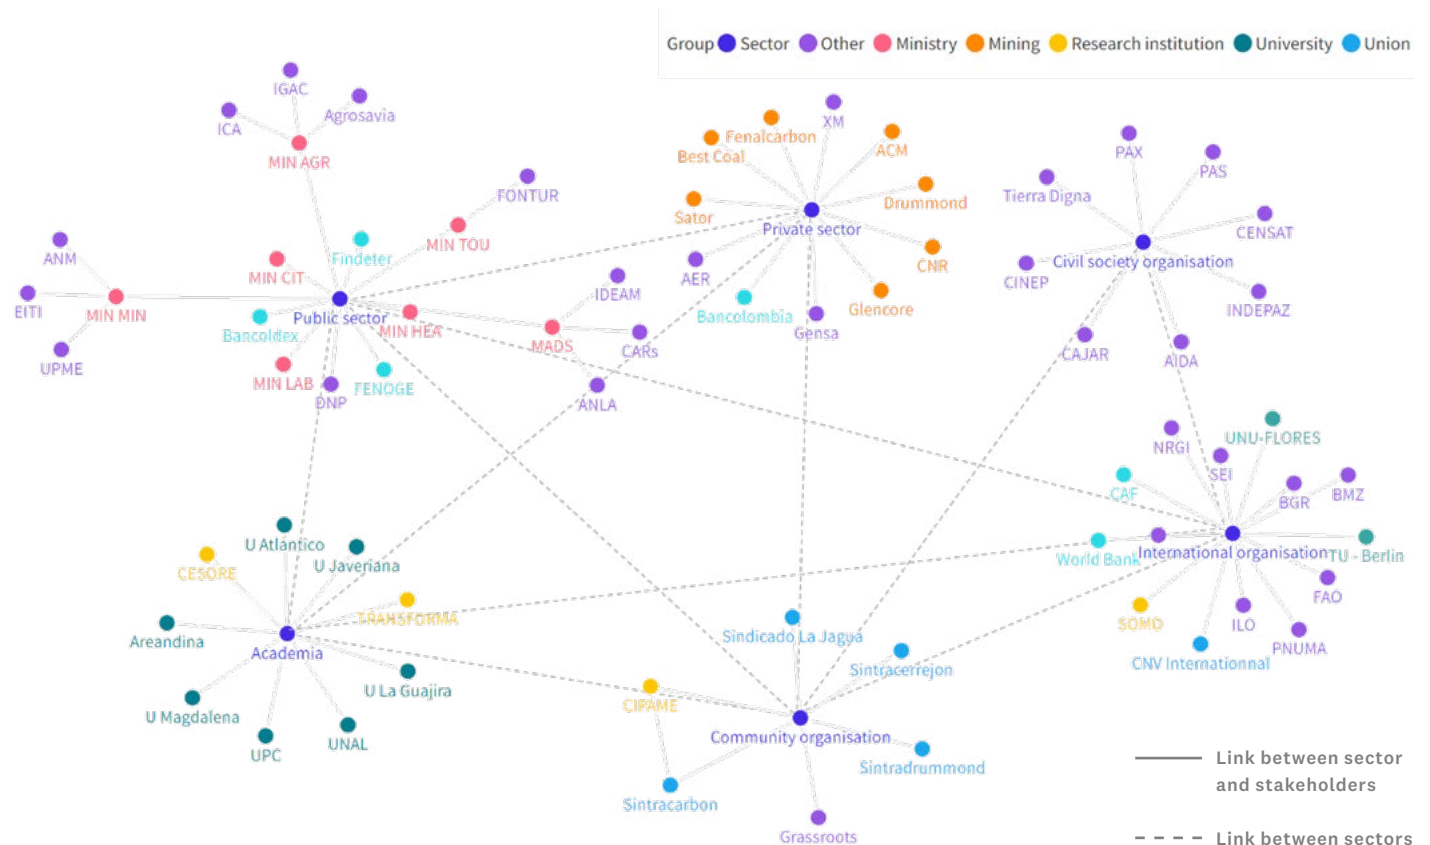 Group Sector Other Ministry Mining Research institution University Union
IGAC
ICA
Agrosavia
MIN AGR
FONTUR
MIN TOU
Findeter
MIN CIT
ANM
EITI
MIN MIN
UPME
Public sector
Bancoldex
MIN HEA
MIN LAB
DNP
FENOGE
IDEAM
MADS
CARs
ANLA
XM
Fenalcarbon
Best Coal
ACM
Drummond
Sator
Private sector
CNR
AER
Bancolombia
Gensa
Glencore
PAX
PAS
Tierra Digna
CENSAT
Civil society organisation
CINEP
INDEPAZ
CAJAR
AIDA
UNU-FLORES
NRGI
SEI
BGR
BMZ
CAF
World Bank
International organisation
TU - Berlin
FAO
SOMO
ILO
PNUMA
CNV Internationnal
U Atlantico
U Javeriana
CESORE
TRANSFORMA
Areandina
Academia
U La Guajira
U Magdalena
UPC
UNAL
Sindicado La Jagua
Sintracerrejon
CIPAME
Community organisation
Sintradrummond
Sintracarbon
Grassroots
Link between sector
and stakeholders
Link between sectors